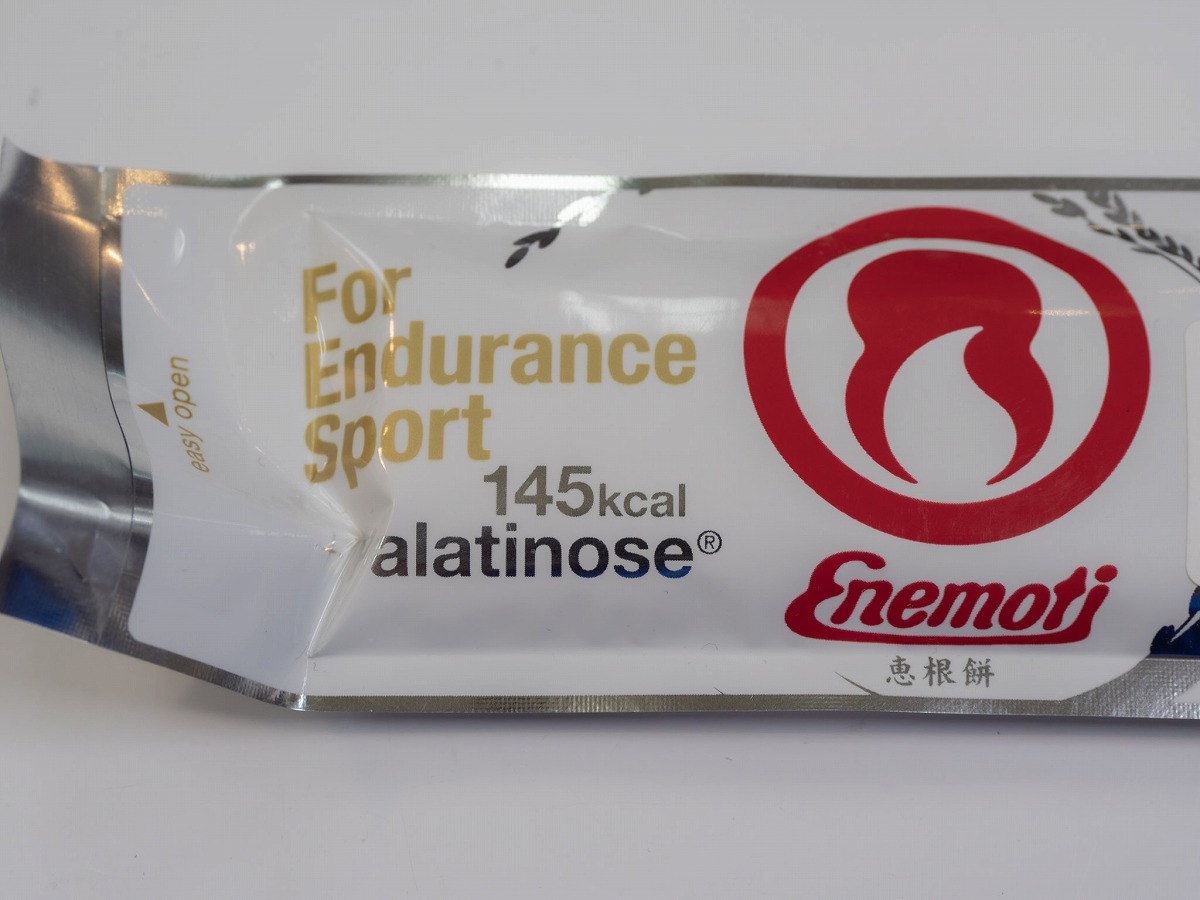 easy open
For
Endurance
Sport
145kcal
alatinose®
Enemoti
恵根餅